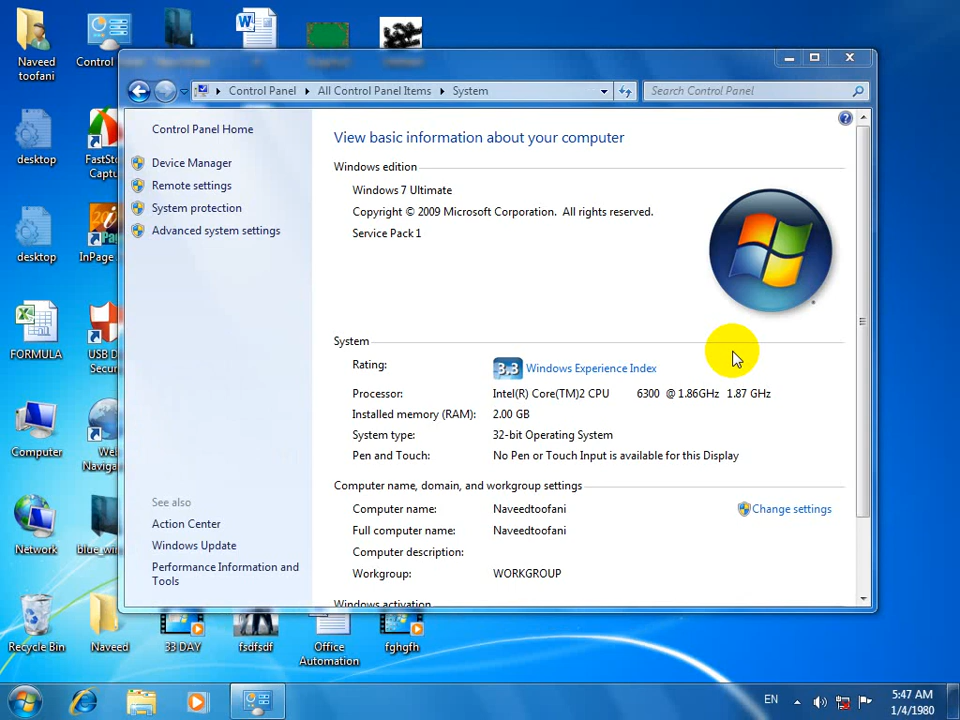 Naveed
toofani
Control
Control Panel
All Control Panel Items
System
Search Control Panel
desktop
FastSto
Captu
desktop
InPage
FORMULA
USB D
Secur
Computer
Web
Naviga
Network
blue_wi
Recycle Bin
Naveed
33 DAY
fsdfsdf
Office
Automation
fghgfh
Control Panel Home
Device Manager
Remote settings
System protection
Advanced system settings
See also
Action Center
Windows Update
Performance Information and
Tools
View basic information about your computer
Windows edition
Windows 7 Ultimate
Copyright © 2009 Microsoft Corporation. All rights reserved.
Service Pack 1
System
Rating: 3.3 Windows Experience Index
Processor: Intel(R) Core(TM)2 CPU 6300 @ 1.86GHz 1.87 GHz
Installed memory (RAM): 2.00 GB
System type: 32-bit Operating System
Pen and Touch: No Pen or Touch Input is available for this Display
Computer name, domain, and workgroup settings
Computer name: Naveedtoofani Change settings
Full computer name: Naveedtoofani
Computer description:
Workgroup: WORKGROUP
Windows activation
EN
5:47 AM
1/4/1980